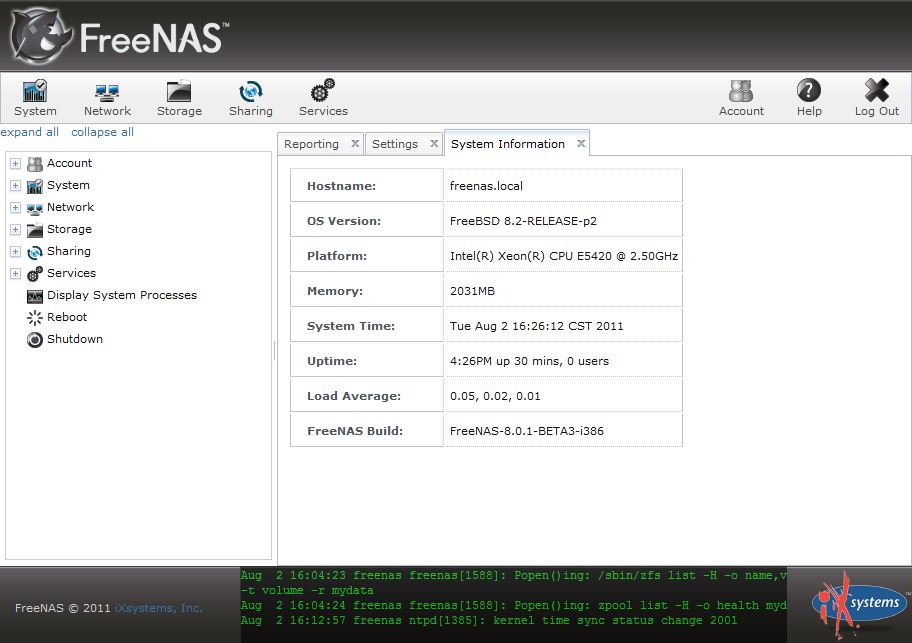 FreeNAS™
System Network Storage Sharing Services Account Help Log Out
expand all collapse all
Reporting Settings System Information
Account
System
Network
Storage
Sharing
Services
Display System Processes
Reboot
Shutdown
Hostname: freenas.local
OS Version: FreeBSD 8.2-RELEASE-p2
Platform: Intel(R) Xeon(R) CPU E5420 @ 2.50GHz
Memory: 2031MB
System Time: Tue Aug 2 16:26:12 CST 2011
Uptime: 4:26PM up 30 mins, 0 users
Load Average: 0.05, 0.02, 0.01
FreeNAS Build: FreeNAS-8.0.1-BETA3-i386
Aug  2 16:04:23 freenas freenas[1588]: Popen()ing: /sbin/zfs list -H -o name,v
-t volume -r mydata
Aug  2 16:04:24 freenas freenas[1588]: Popen()ing: zpool list -H -o health myd
Aug  2 16:12:57 freenas ntpd[1385]: kernel time sync status change 2001
FreeNAS © 2011 iXsystems, Inc.
iXsystems™